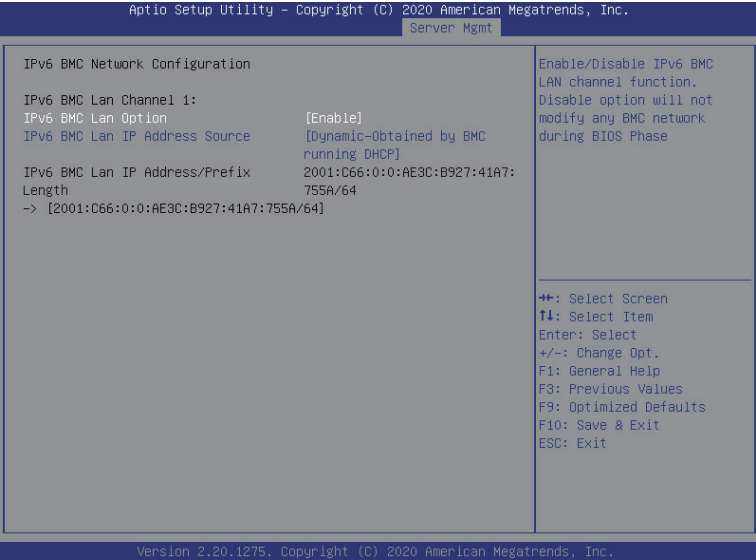 Aptio Setup Utility – Copyright (C) 2020 American Megatrends, Inc.
Server Mgmt
IPv6 BMC Network Configuration
IPv6 BMC Lan Channel 1:
IPv6 BMC Lan Option [Enable]
IPv6 BMC Lan IP Address Source [Dynamic-Obtained by BMC
running DHCP]
IPv6 BMC Lan IP Address/Prefix 2001:C66:0:0:AE3C:B927:41A7:
Length 755A/64
-> [2001:C66:0:0:AE3C:B927:41A7:755A/64]
Enable/Disable IPv6 BMC
LAN channel function.
Disable option will not
modify any BMC network
during BIOS Phase
→←: Select Screen
↑↓: Select Item
Enter: Select
+/-: Change Opt.
F1: General Help
F3: Previous Values
F9: Optimized Defaults
F10: Save & Exit
ESC: Exit
Version 2.20.1275. Copyright (C) 2020 American Megatrends, Inc.